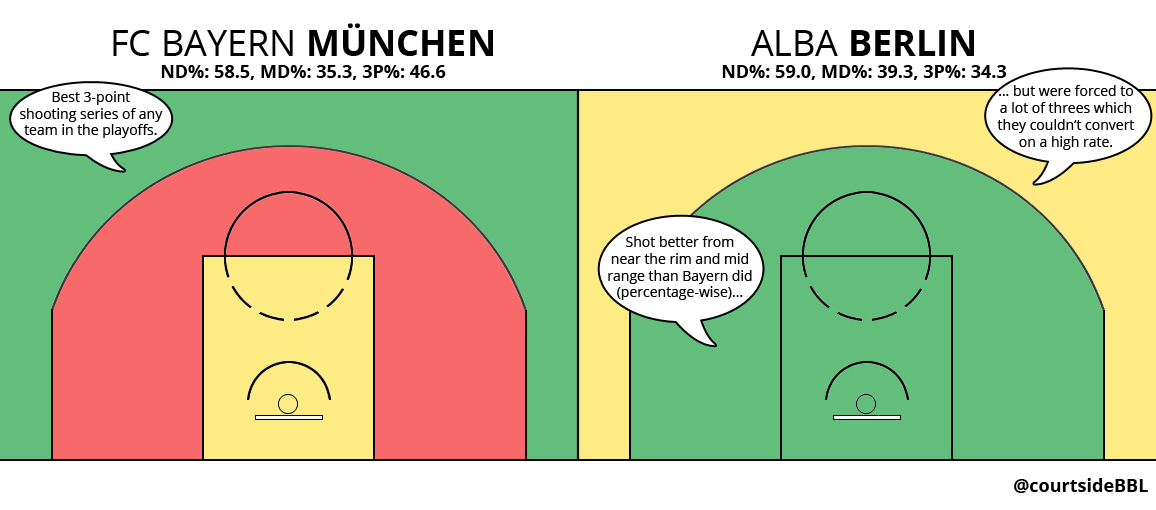 FC BAYERN MÜNCHEN
ND%: 58.5, MD%: 35.3, 3P%: 46.6
Best 3-point
shooting series of any
team in the playoffs.
ALBA BERLIN
ND%: 59.0, MD%: 39.3, 3P%: 34.3
... but were forced to
a lot of threes which
they couldn't convert
on a high rate.
Shot better from
near the rim and mid
range than Bayern did
(percentage-wise)...
@courtsideBBL